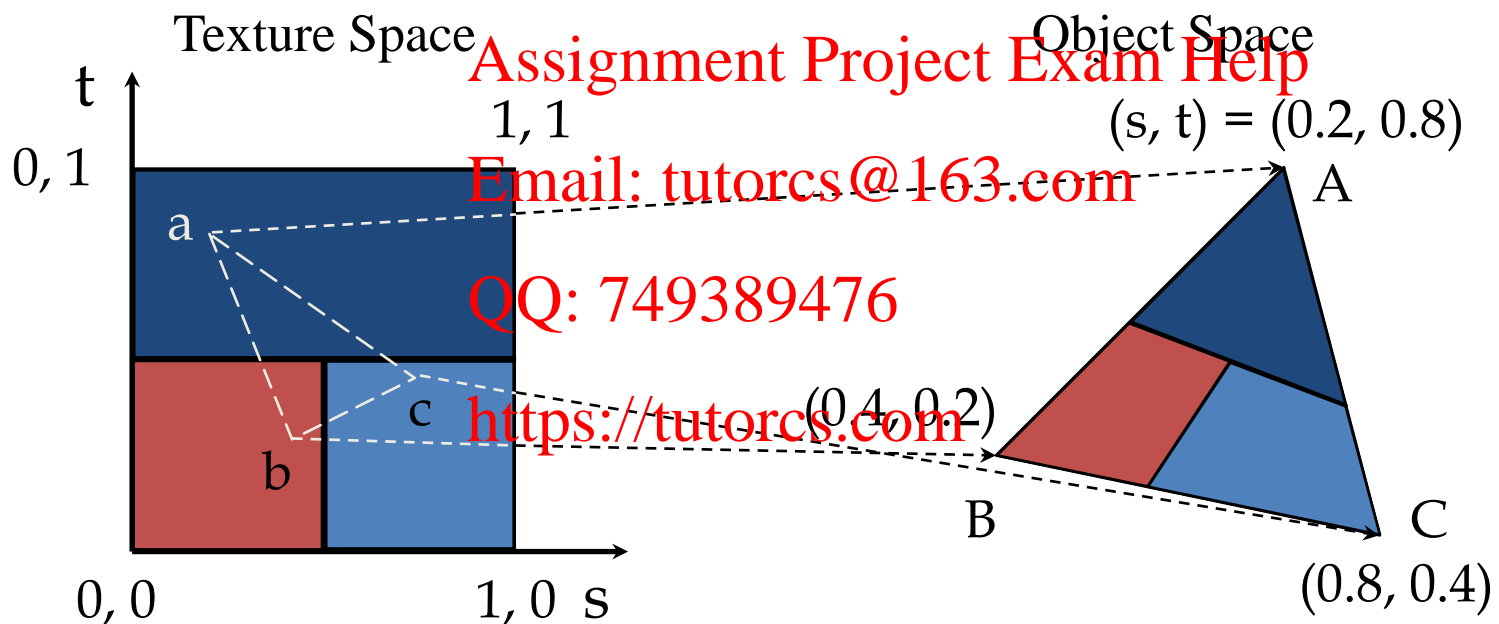 Texture Space
Object Space
Assignment Project Exam Help
t
1, 1
(s, t) = (0.2, 0.8)
0, 1
Email: tutorcs@163.com
A
a
QQ: 749389476
(0.4, 0.2)
c
https://tutorcs.com
b
B
C
(0.8, 0.4)
0, 0
1, 0
s